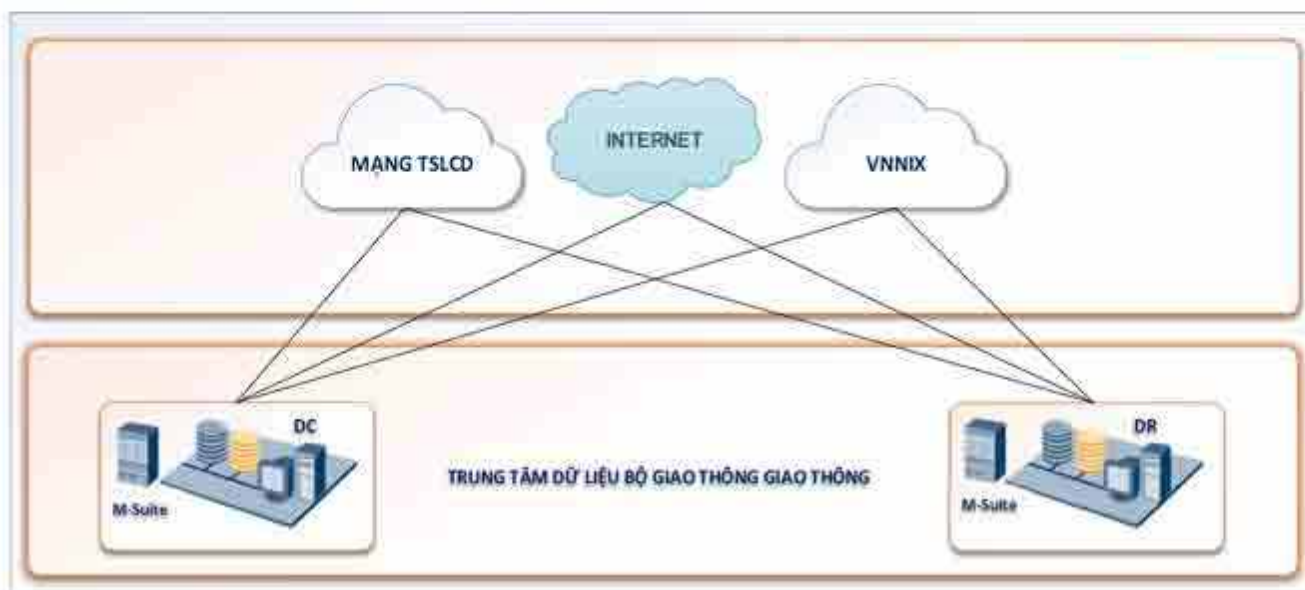 MẠNG TSLCD
INTERNET
VNNIX
DC
M-Suite
TRUNG TÂM DỮ LIỆU BỘ GIAO THÔNG GIAO THÔNG
DR
M-Suite